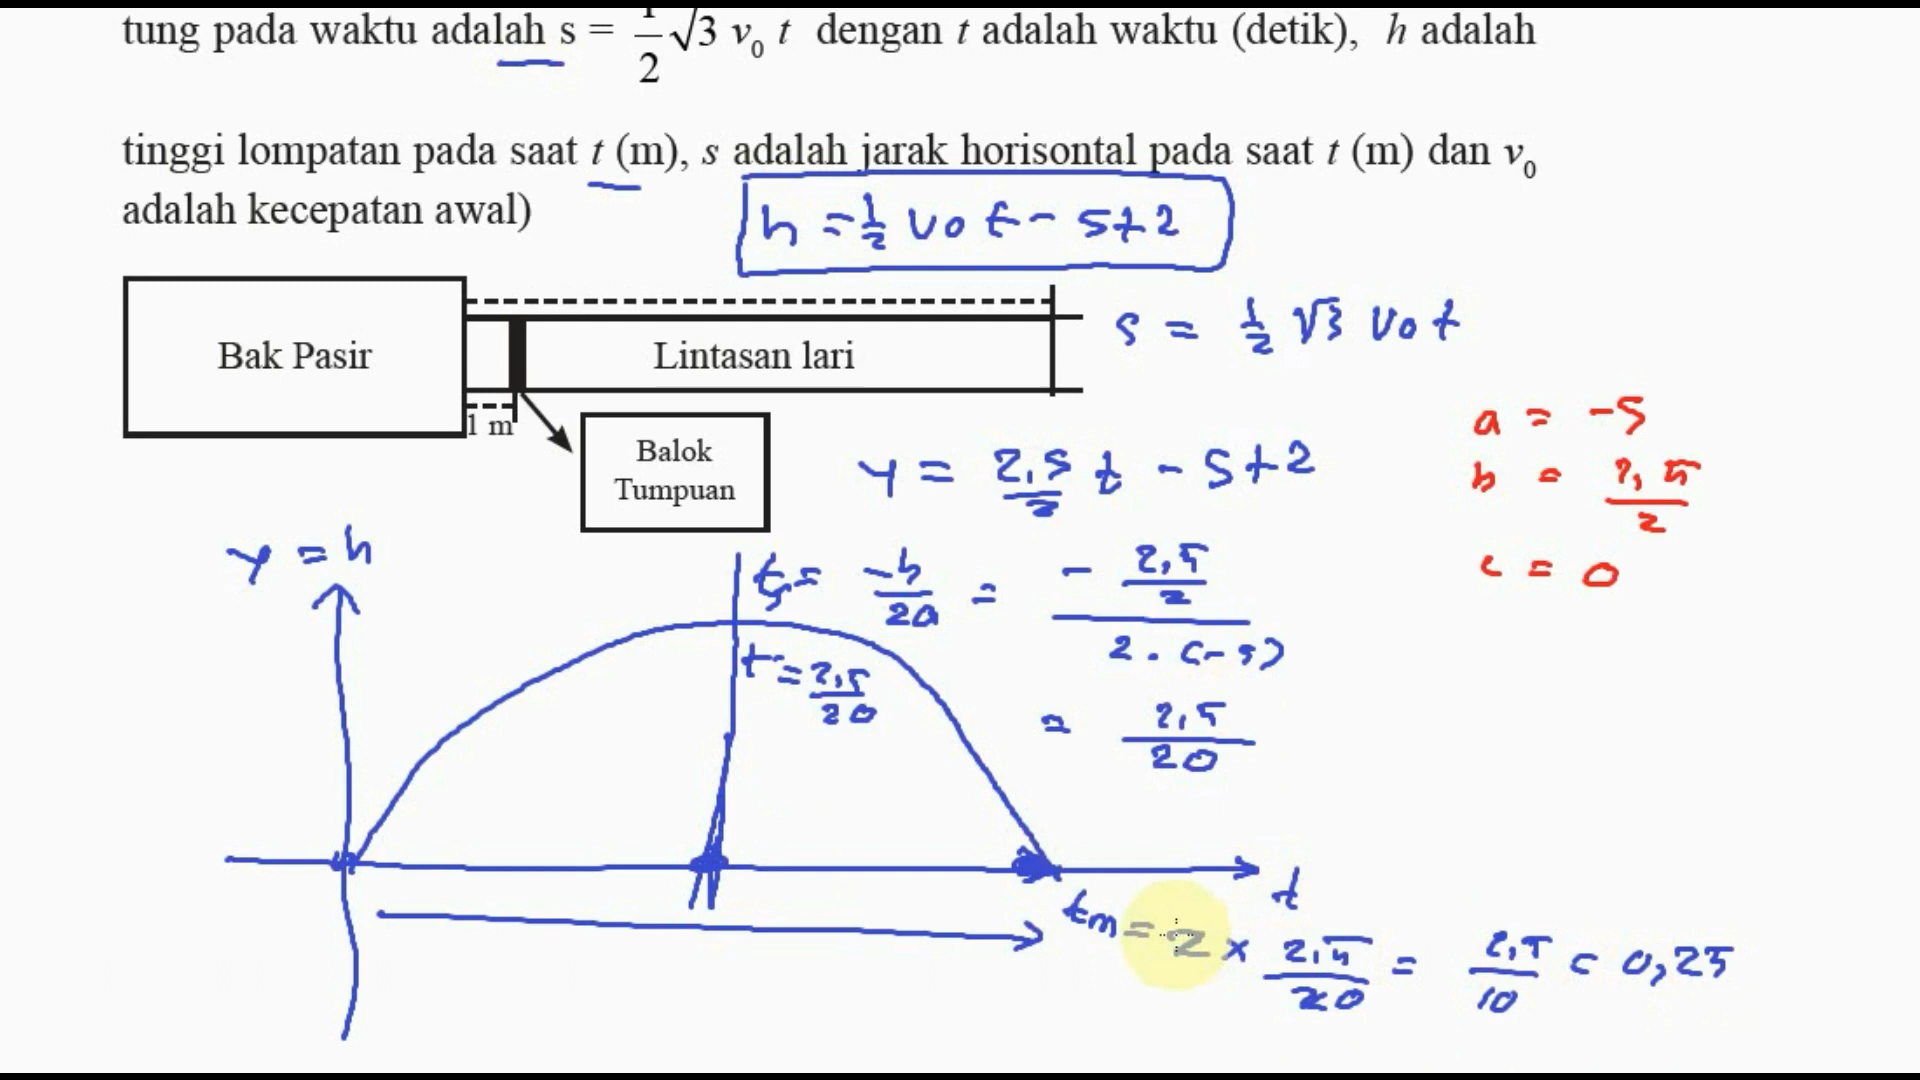 tung pada waktu adalah s = 1/2 √3 v₀ t dengan t adalah waktu (detik), h adalah
tinggi lompatan pada saat t (m), s adalah jarak horisontal pada saat t (m) dan v₀
adalah kecepatan awal)
h = 1/2 vot - 5t2
Bak Pasir
Lintasan lari
s = 1/2 √3 Vot
1 m
Balok
Tumpuan
y = 2,5/2 t - 5t2
a = -5
b = 2,5/2
c = 0
y = h
ts = -b/2a = - 2,5/2 / 2.(-5)
t = 2,5/20
= 2,5/20
t
tm = 2 x 2,5/20 = 2,5/10 = 0,25